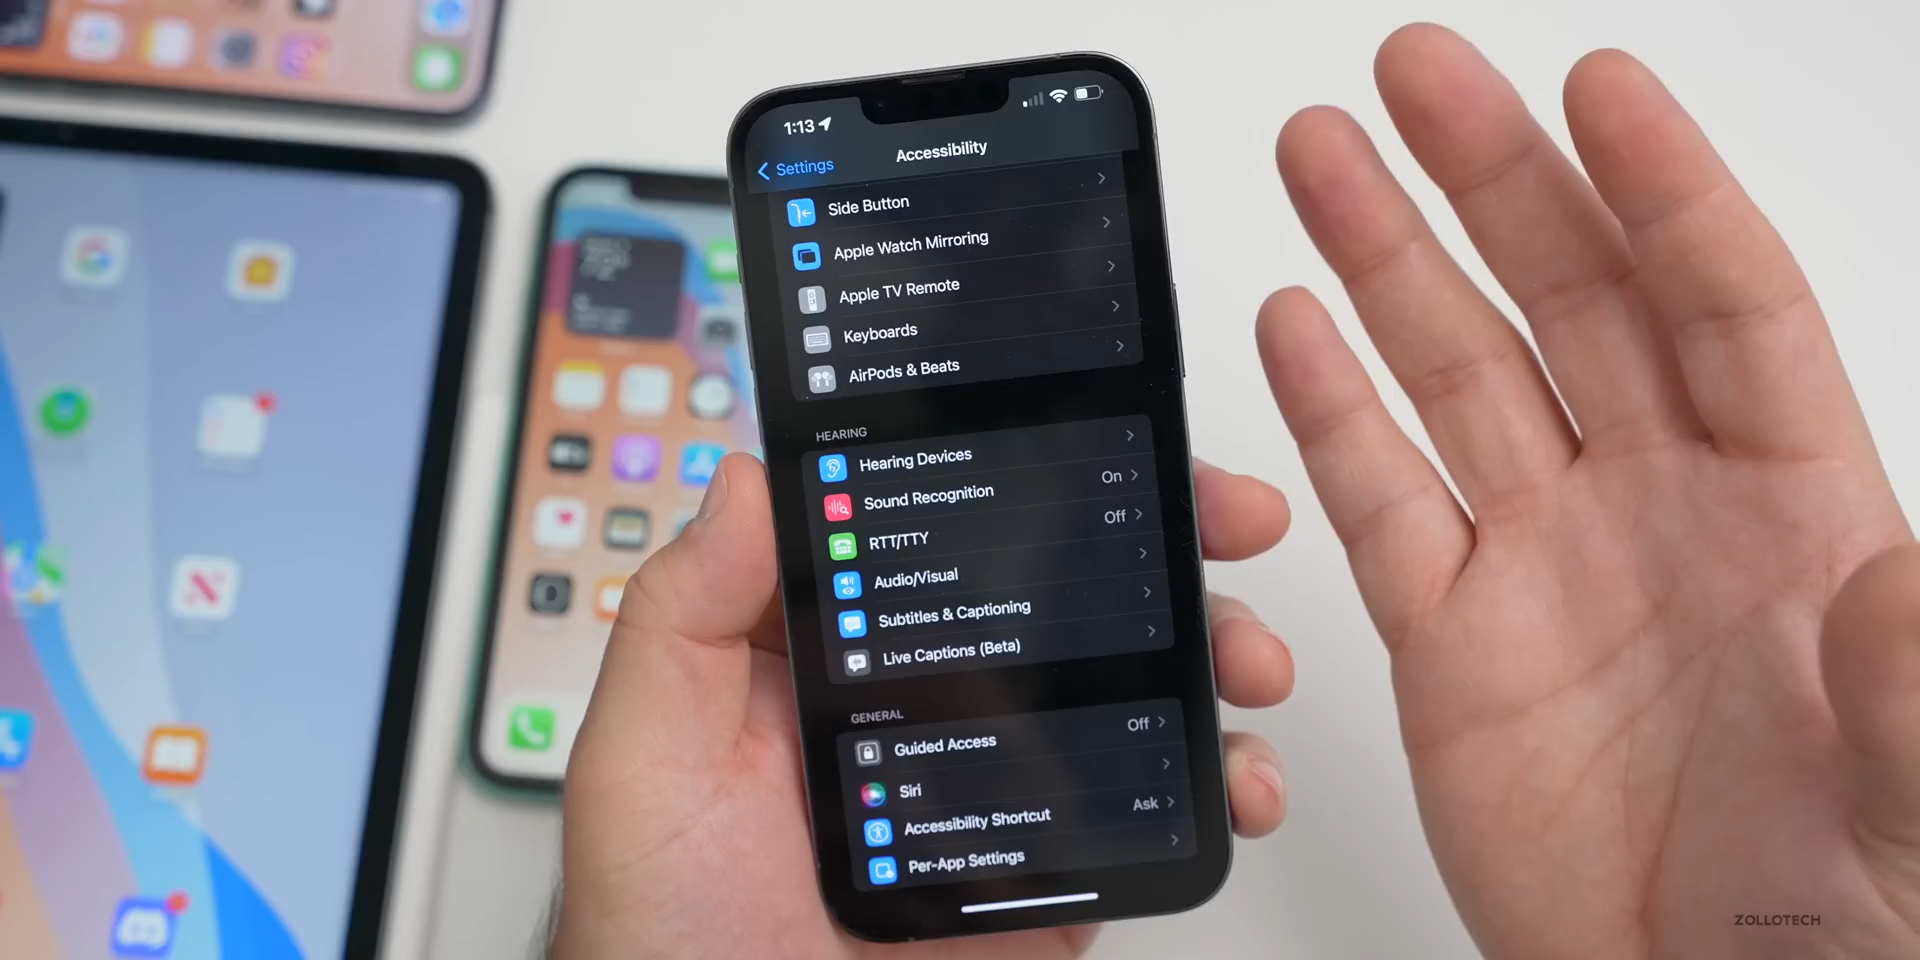 1:13
Settings
Accessibility
Side Button
Apple Watch Mirroring
Apple TV Remote
Keyboards
AirPods & Beats
HEARING
Hearing Devices
Sound Recognition On
RTT/TTY Off
Audio/Visual
Subtitles & Captioning
Live Captions (Beta)
GENERAL
Guided Access Off
Siri
Accessibility Shortcut Ask
Per-App Settings
ZOLLOTECH